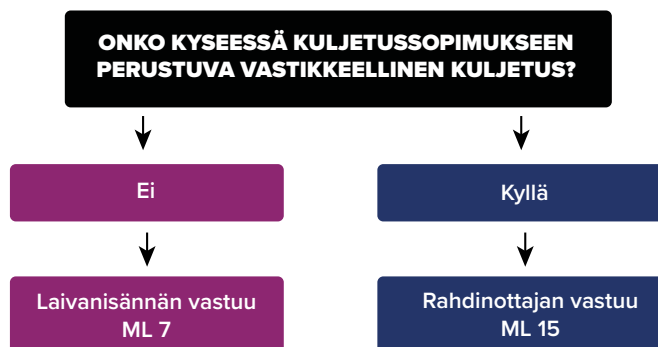 ONKO KYSEESSÄ KULJETUSSOPIMUKSEEN
PERUSTUVA VASTIKKEELLINEN KULJETUS?
Ei
Kyllä
Laivanisännän vastuu
ML 7
Rahdinottajan vastuu
ML 15